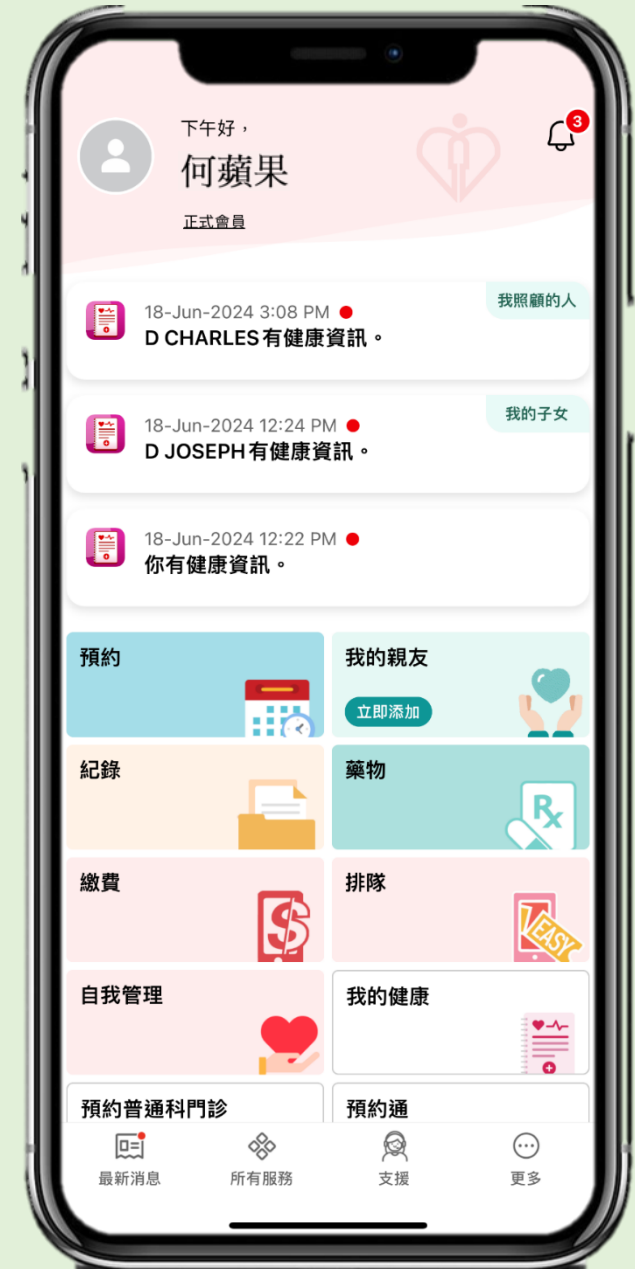 下午好，
3
何蘋果
正式會員
我照顧的人
18-Jun-2024 3:08 PM
D CHARLES有健康資訊。
我的子女
18-Jun-2024 12:24 PM
D JOSEPH有健康資訊。
18-Jun-2024 12:22 PM
你有健康資訊。
預約
我的親友
立即添加
紀錄
藥物
Rx
繳費
$
排隊
EASY
自我管理
我的健康
預約普通科門診
預約通
最新消息
所有服務
支援
更多